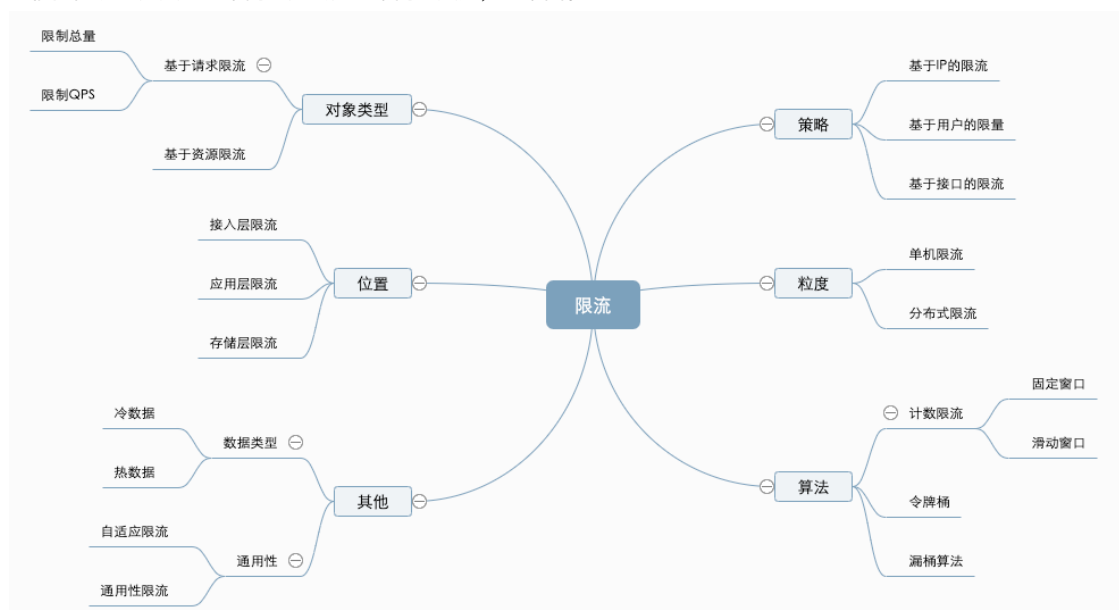 限流
对象类型
基于请求限流
限制总量
限制QPS
基于资源限流
位置
接入层限流
应用层限流
存储层限流
其他
数据类型
冷数据
热数据
通用性
自适应限流
通用性限流
策略
基于IP的限流
基于用户的限量
基于接口的限流
粒度
单机限流
分布式限流
算法
计数限流
固定窗口
滑动窗口
令牌桶
漏桶算法